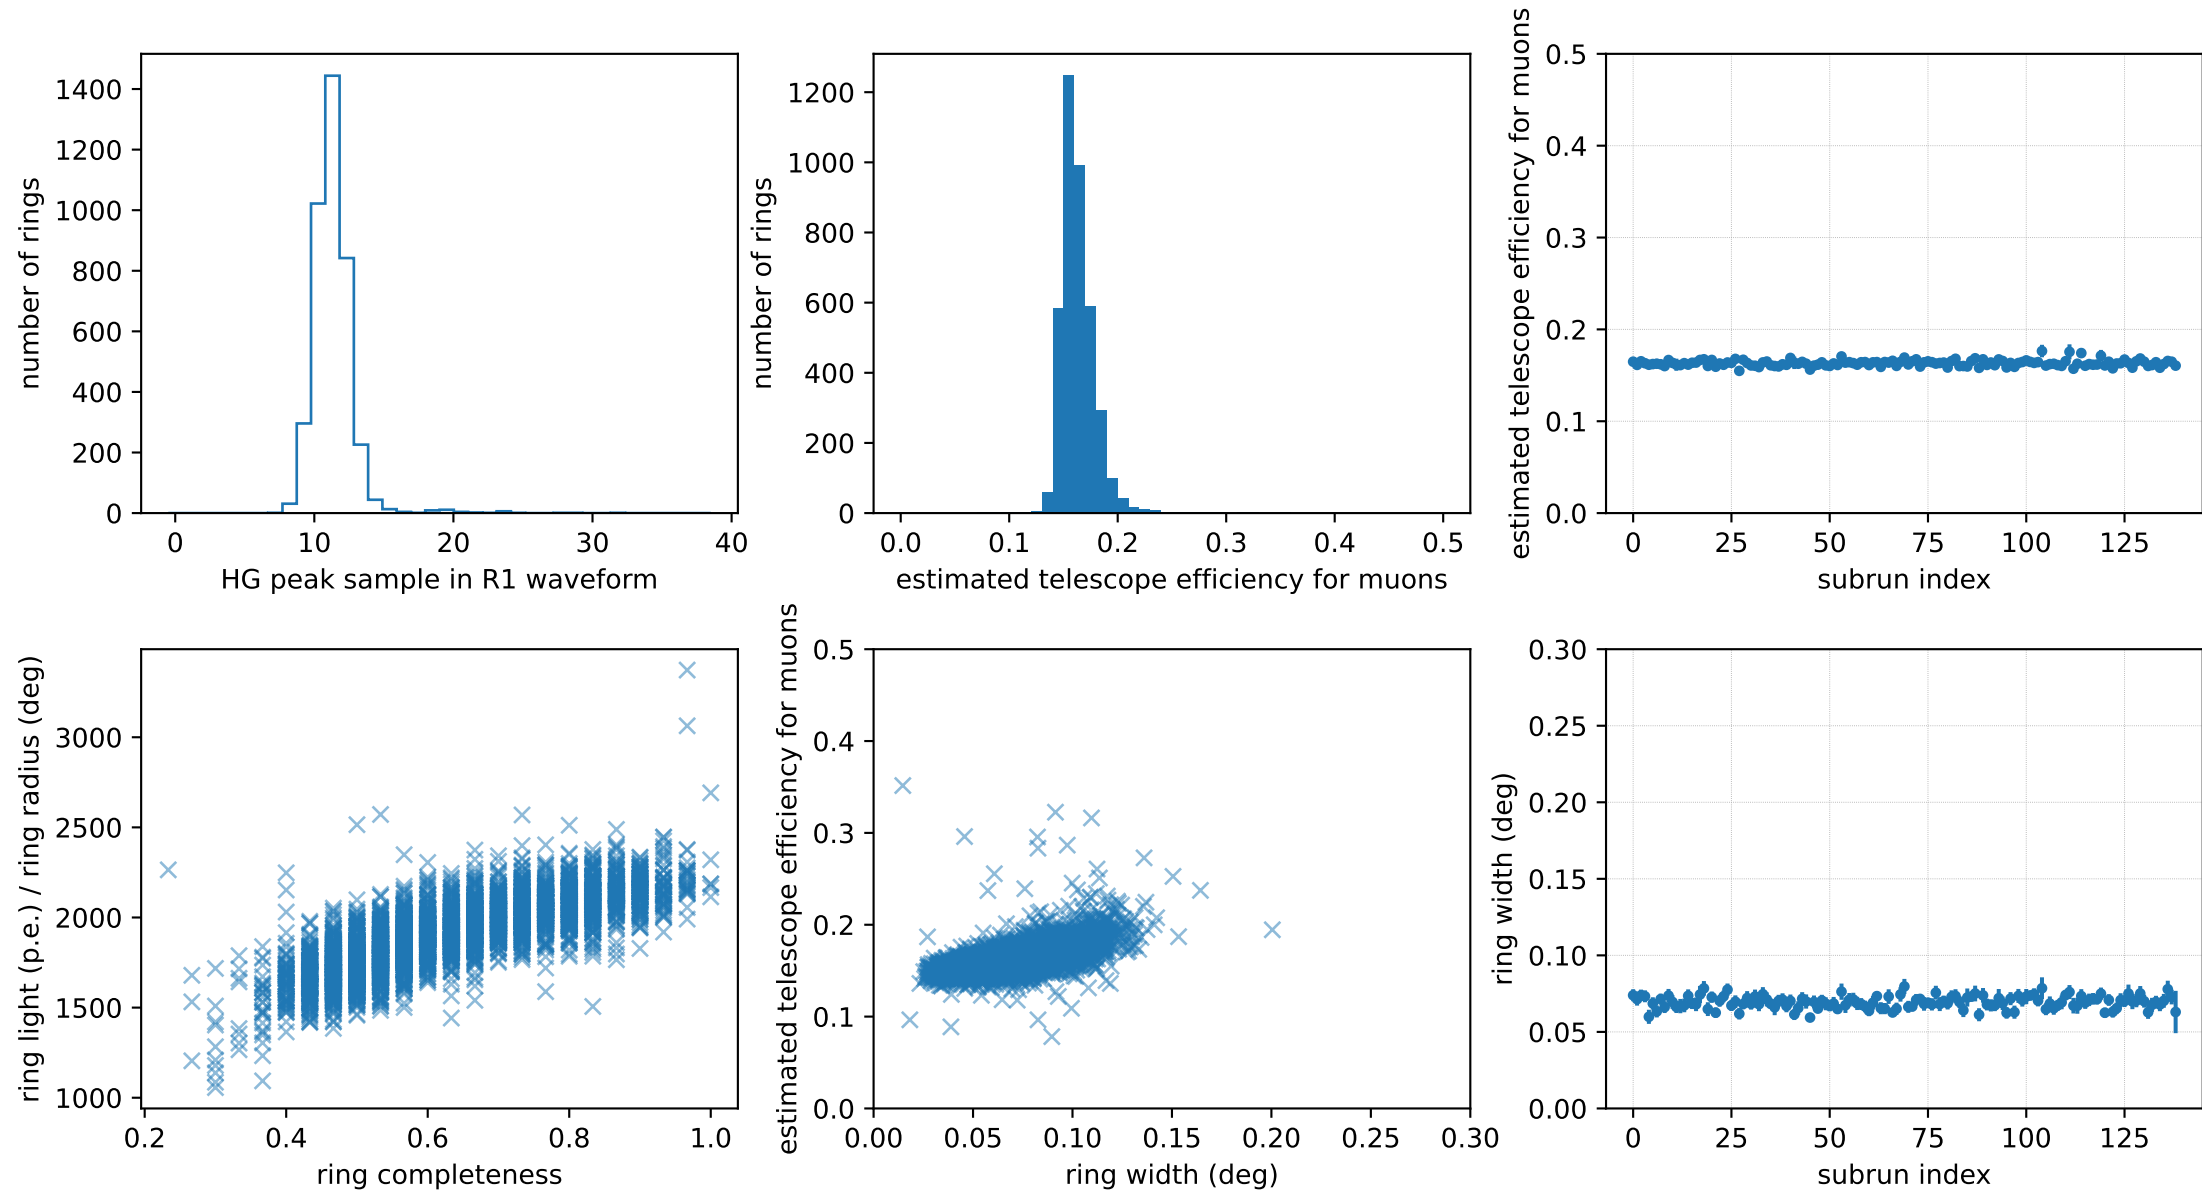 number of rings
1400
1200
1000
800
600
400
200
0
0 10 20 30 40
HG peak sample in R1 waveform
number of rings
1200
1000
800
600
400
200
0
0.0 0.1 0.2 0.3 0.4 0.5
estimated telescope efficiency for muons
estimated telescope efficiency for muons
0.5
0.4
0.3
0.2
0.1
0.0
0 25 50 75 100 125
subrun index
ring light (p.e.) / ring radius (deg)
3000
2500
2000
1500
1000
0.2 0.4 0.6 0.8 1.0
ring completeness
estimated telescope efficiency for muons
0.5
0.4
0.3
0.2
0.1
0.0
0.00 0.05 0.10 0.15 0.20 0.25 0.30
ring width (deg)
ring width (deg)
0.30
0.25
0.20
0.15
0.10
0.05
0.00
0 25 50 75 100 125
subrun index